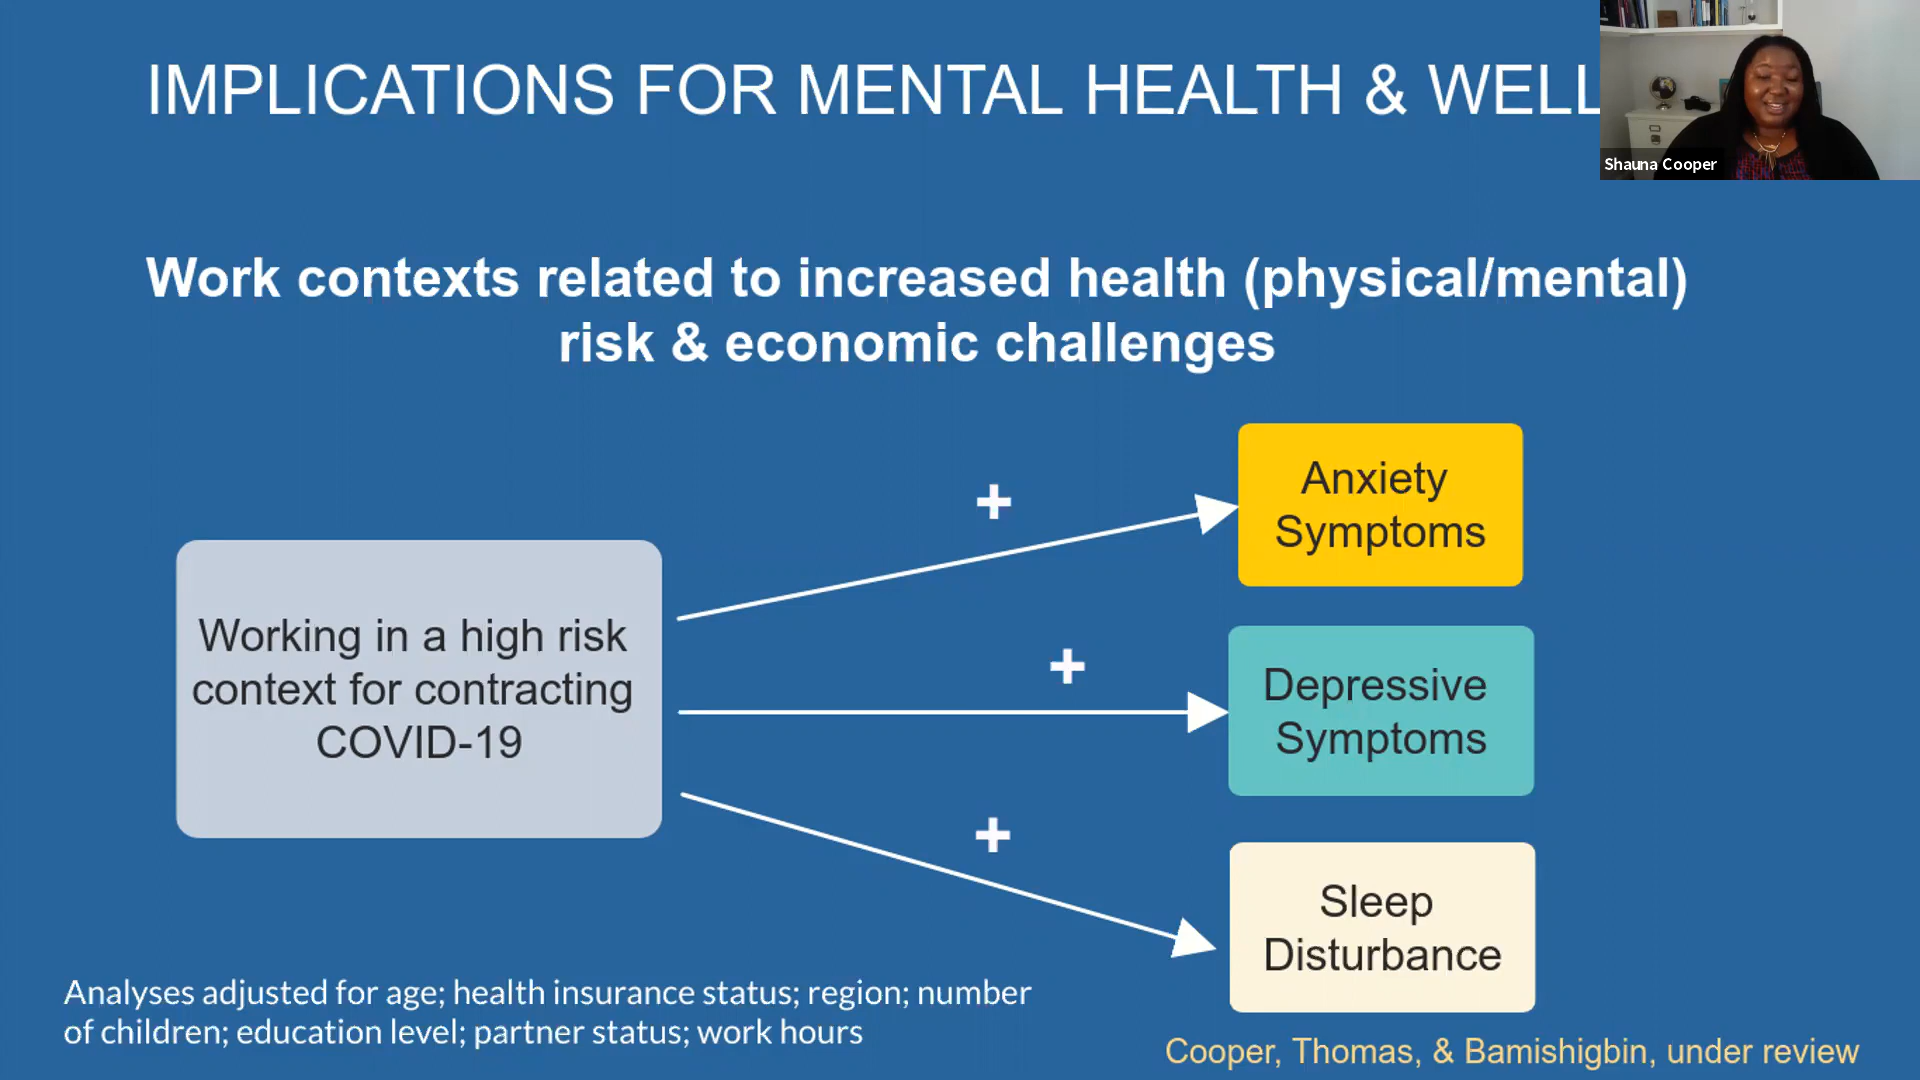 IMPLICATIONS FOR MENTAL HEALTH & WELL
Shauna Cooper
Work contexts related to increased health (physical/mental)
risk & economic challenges
+
Anxiety
Symptoms
Working in a high risk
context for contracting
COVID-19
+
Depressive
Symptoms
+
Sleep
Disturbance
Analyses adjusted for age; health insurance status; region; number
of children; education level; partner status; work hours
Cooper, Thomas, & Bamishigbin, under review